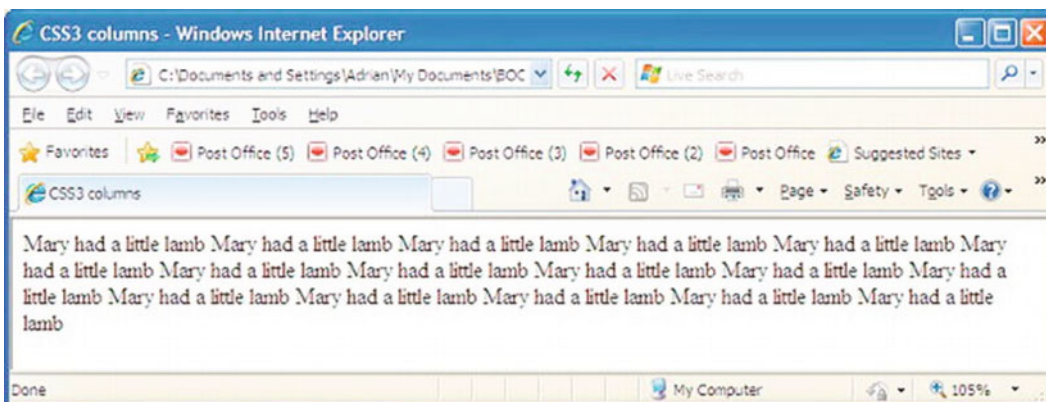 CSS3 columns - Windows Internet Explorer
C:\Documents and Settings\Adrian\My Documents\BOC Live Search
File Edit View Favorites Tools Help
Favorites Post Office (5) Post Office (4) Post Office (3) Post Office (2) Post Office Suggested Sites
CSS3 columns Page Safety Tools
Mary had a little lamb Mary had a little lamb Mary had a little lamb Mary had a little lamb Mary had a little lamb Mary
had a little lamb Mary had a little lamb Mary had a little lamb Mary had a little lamb Mary had a little lamb Mary had a
little lamb Mary had a little lamb Mary had a little lamb Mary had a little lamb Mary had a little lamb Mary had a little
lamb
Done My Computer 105%